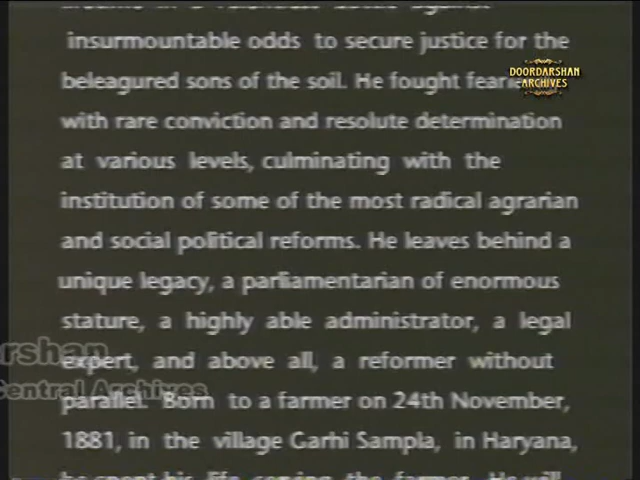 insurmountable odds to secure justice for the
beleagured sons of the soil. He fought
DOORDARSHAN
ARCHIVES
with rare conviction and resolute determination
at various levels, culminating with the
institution of some of the most radical agrarian
and social political reforms. He leaves behind a
unique legacy, a parliamentarian of enormous
stature, a highly able administrator, a legal
expert, and above all, a reformer without
parallel. Born to a farmer on 24th November,
1881, in the village Garhi Sampla, in Haryana,
arshan
Central Archives